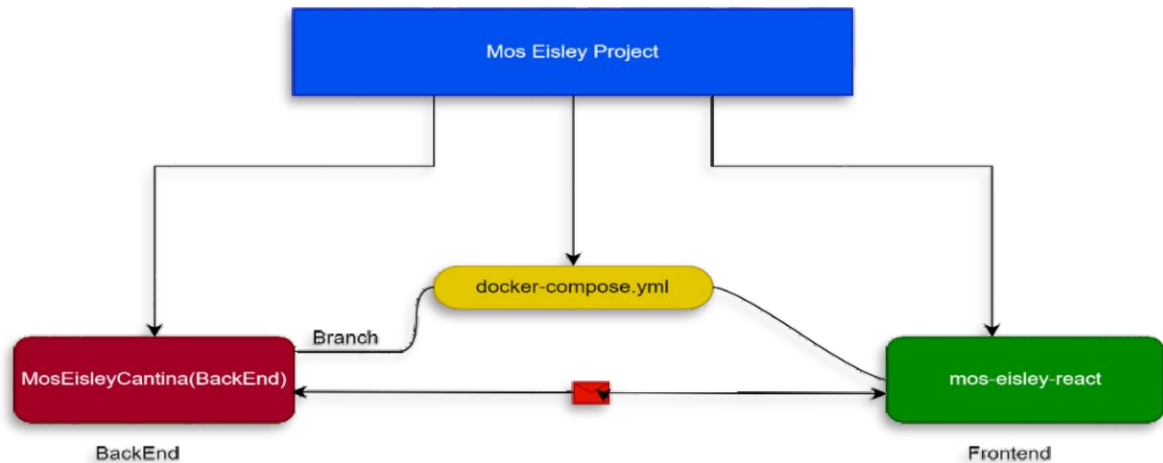 Mos Eisley Project
docker-compose.yml
Branch
MosEisleyCantina(BackEnd)
mos-eisley-react
BackEnd
Frontend